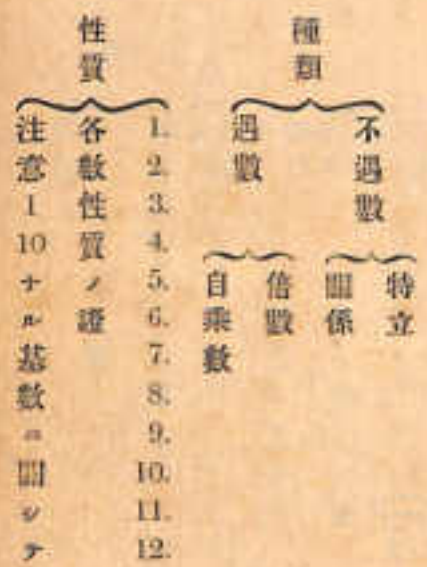 種類
不遇數
特立
關係
遇數
倍數
自乘數
性質
1.
2.
3.
4.
5.
6.
7.
8.
9.
10.
11.
12.
各數性質ノ證
注意 I 10ナル基數ニ關シテ